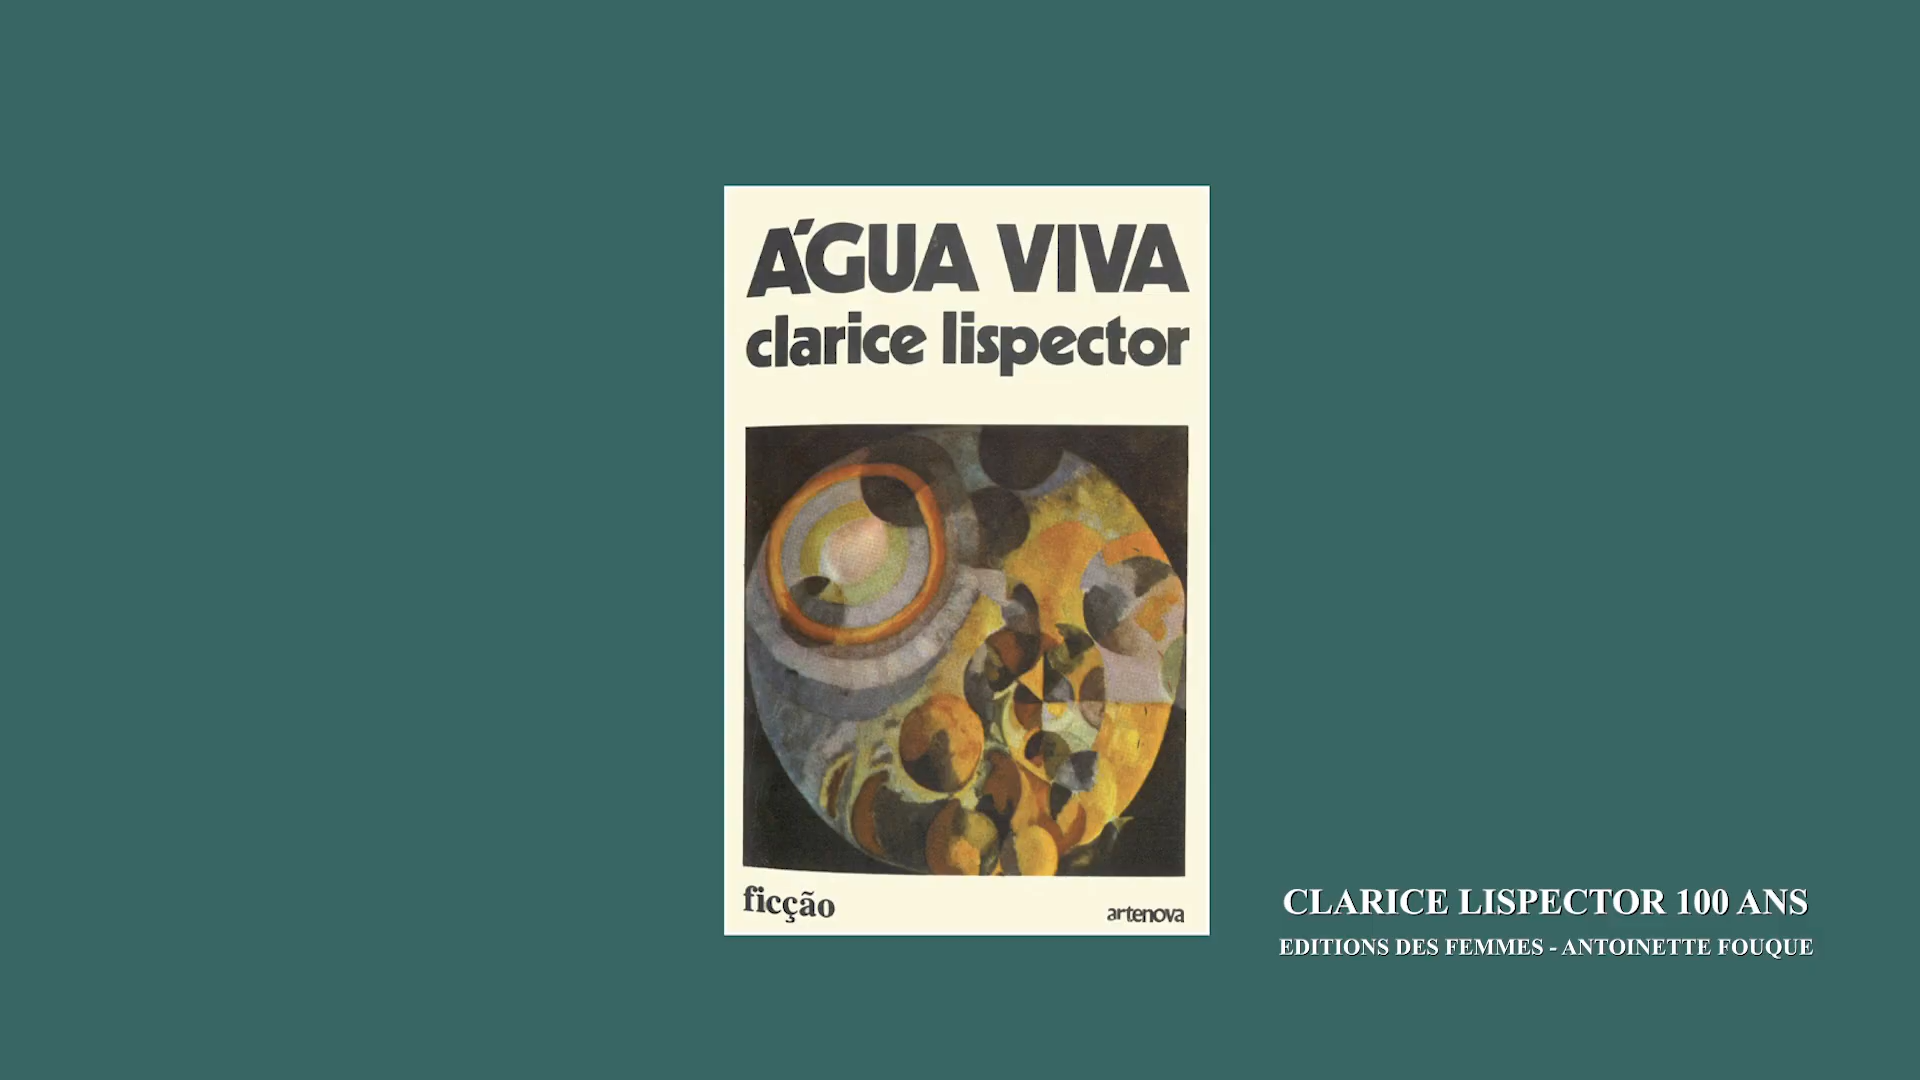 ÁGUA VIVA
clarice lispector
ficção
artenova
CLARICE LISPECTOR 100 ANS
EDITIONS DES FEMMES - ANTOINETTE FOUQUE